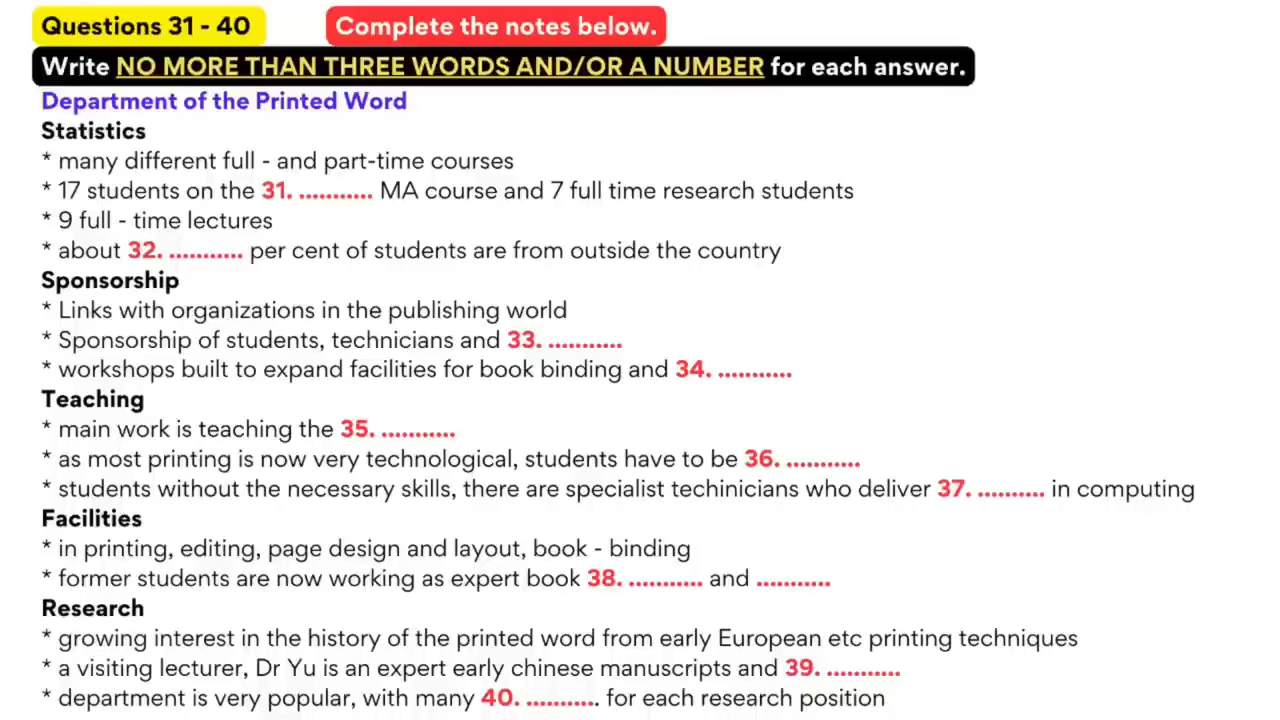 Questions 31 - 40
Complete the notes below.
Write NO MORE THAN THREE WORDS AND/OR A NUMBER for each answer.
Department of the Printed Word
Statistics
* many different full - and part-time courses
* 17 students on the 31. ........... MA course and 7 full time research students
* 9 full - time lectures
* about 32. ........... per cent of students are from outside the country
Sponsorship
* Links with organizations in the publishing world
* Sponsorship of students, technicians and 33. ...........
* workshops built to expand facilities for book binding and 34. ...........
Teaching
* main work is teaching the 35. ...........
* as most printing is now very technological, students have to be 36. ...........
* students without the necessary skills, there are specialist techinicians who deliver 37. .......... in computing
Facilities
* in printing, editing, page design and layout, book - binding
* former students are now working as expert book 38. ........... and ...........
Research
* growing interest in the history of the printed word from early European etc printing techniques
* a visiting lecturer, Dr Yu is an expert early chinese manuscripts and 39. ...........
* department is very popular, with many 40. ........... for each research position